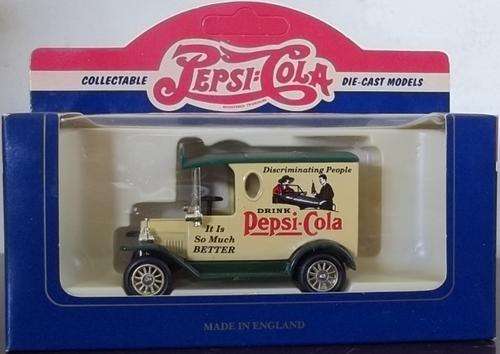 PEPSI-COLA
COLLECTABLE
DIE-CAST MODELS
Discriminating People
DRINK
Pepsi-Cola
It Is
So Much
BETTER
MADE IN ENGLAND